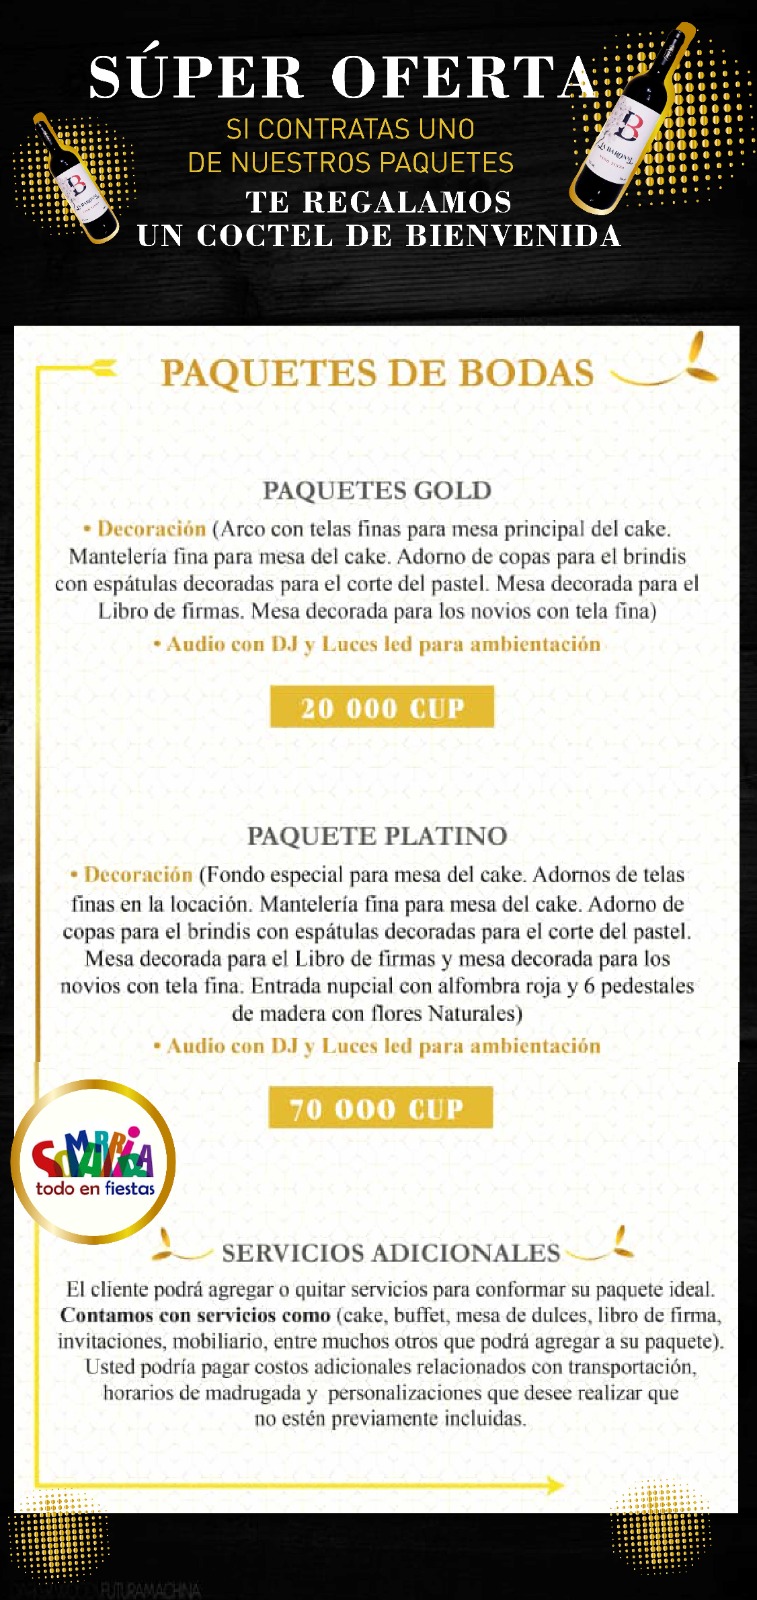 SÚPER OFERTA
SI CONTRATAS UNO
DE NUESTROS PAQUETES
TE REGALAMOS
UN COCTEL DE BIENVENIDA
B
B
PAQUETES DE BODAS
PAQUETES GOLD
• Decoración (Arco con telas finas para mesa principal del cake.
Mantelería fina para mesa del cake. Adorno de copas para el brindis
con espátulas decoradas para el corte del pastel. Mesa decorada para el
Libro de firmas. Mesa decorada para los novios con tela fina)
• Audio con DJ y Luces led para ambientación
20 000 CUP
PAQUETE PLATINO
• Decoración (Fondo especial para mesa del cake. Adornos de telas
finas en la locación. Mantelería fina para mesa del cake. Adorno de
copas para el brindis con espátulas decoradas para el corte del pastel.
Mesa decorada para el Libro de firmas y mesa decorada para los
novios con tela fina. Entrada nupcial con alfombra roja y 6 pedestales
de madera con flores Naturales)
• Audio con DJ y Luces led para ambientación
70 000 CUP
todo en fiestas
SERVICIOS ADICIONALES
El cliente podrá agregar o quitar servicios para conformar su paquete ideal.
Contamos con servicios como (cake, buffet, mesa de dulces, libro de firma,
invitaciones, mobiliario, entre muchos otros que podrá agregar a su paquete).
Usted podría pagar costos adicionales relacionados con transportación,
horarios de madrugada y personalizaciones que desee realizar que
no estén previamente incluidas.
FUTURAMACHINA